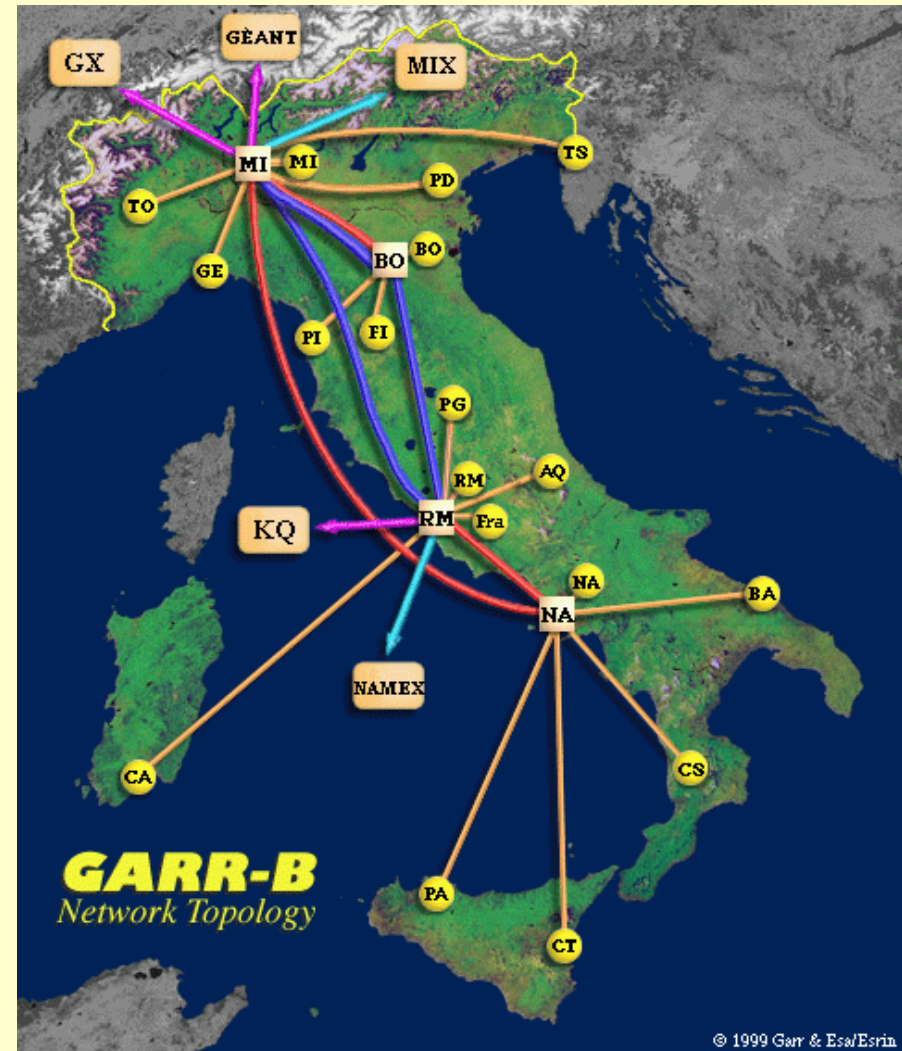 GÈANT
GX
MIX
MI
MI
TS
PD
TO
BO
BO
GE
PI
FI
PG
RM
AQ
RM
Fra
KQ
NA
BA
NA
NAMEX
CS
CA
GARR-B
Network Topology
PA
CT
© 1999 Garr & Esa/Esrin